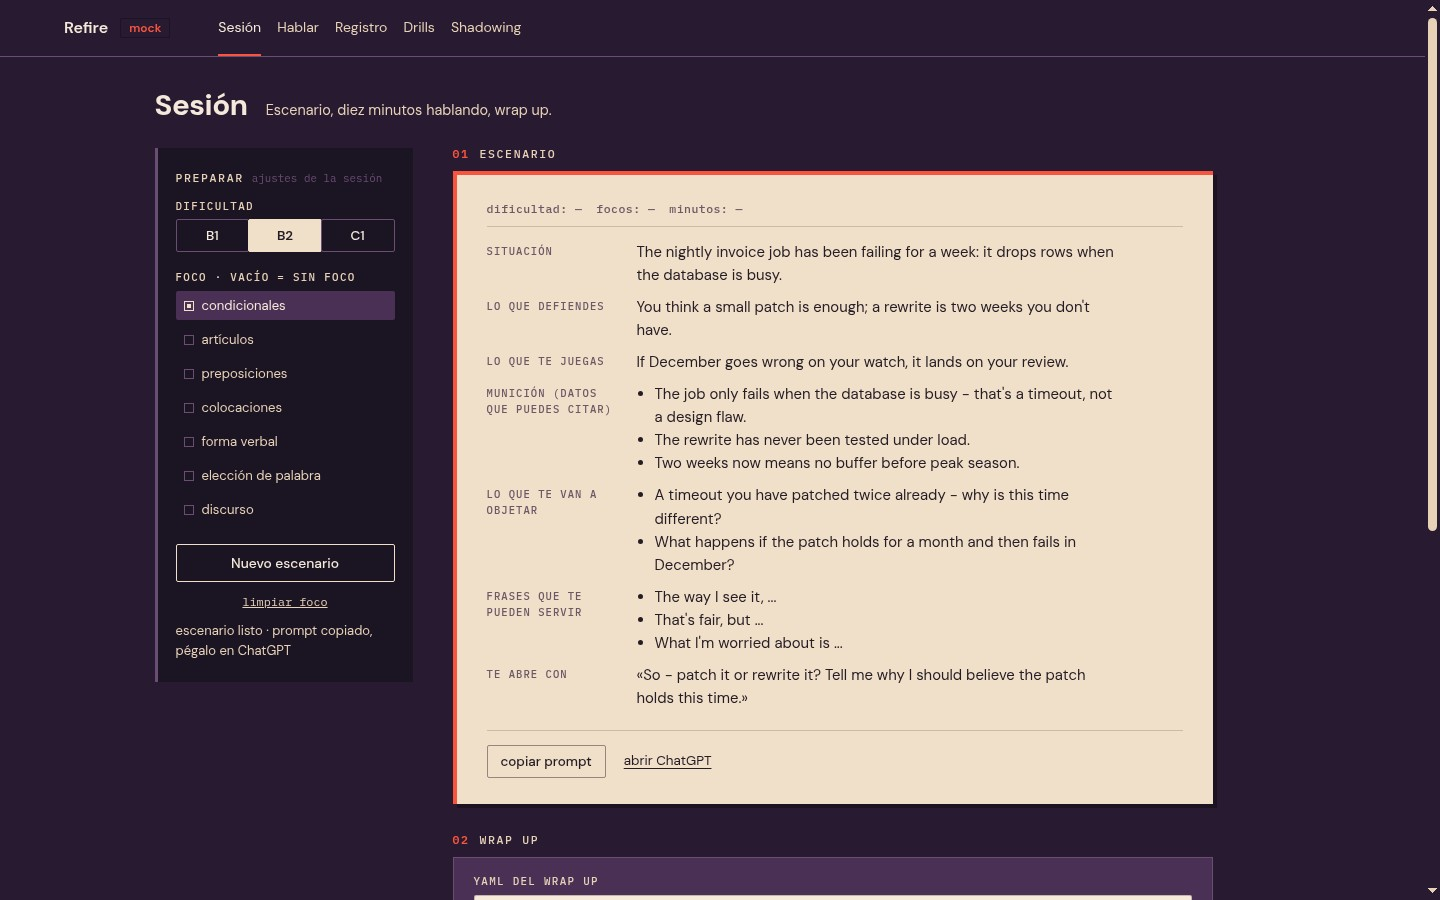 Refire mock Sesión Hablar Registro Drills Shadowing
Sesión Escenario, diez minutos hablando, wrap up.
PREPARAR ajustes de la sesión
DIFICULTAD
B1 B2 C1
FOCO · VACÍO = SIN FOCO
condicionales
artículos
preposiciones
colocaciones
forma verbal
elección de palabra
discurso
Nuevo escenario
limpiar foco
escenario listo · prompt copiado,
pégalo en ChatGPT
01 ESCENARIO
dificultad: — focos: — minutos: —
SITUACIÓN
The nightly invoice job has been failing for a week: it drops rows when
the database is busy.
LO QUE DEFIENDES
You think a small patch is enough; a rewrite is two weeks you don't
have.
LO QUE TE JUEGAS
If December goes wrong on your watch, it lands on your review.
MUNICIÓN (DATOS
QUE PUEDES CITAR)
• The job only fails when the database is busy - that's a timeout, not
a design flaw.
• The rewrite has never been tested under load.
• Two weeks now means no buffer before peak season.
LO QUE TE VAN A
OBJETAR
• A timeout you have patched twice already - why is this time
different?
• What happens if the patch holds for a month and then fails in
December?
FRASES QUE TE
PUEDEN SERVIR
• The way I see it, ...
• That's fair, but ...
• What I'm worried about is ...
TE ABRE CON
«So - patch it or rewrite it? Tell me why I should believe the patch
holds this time.»
copiar prompt abrir ChatGPT
02 WRAP UP
YAML DEL WRAP UP